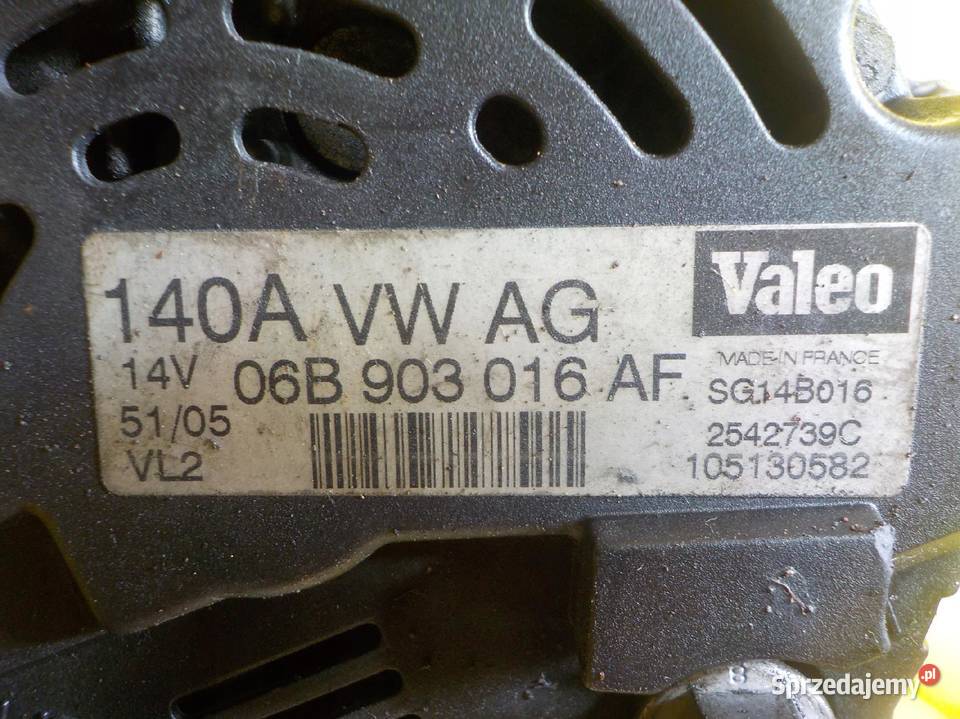 140A VW AG
Valeo
MADE IN FRANCE
14V 06B 903 016 AF
SG14B016
51/05
2542739C
VL2
105130582
8
Sprzedajemy.pl